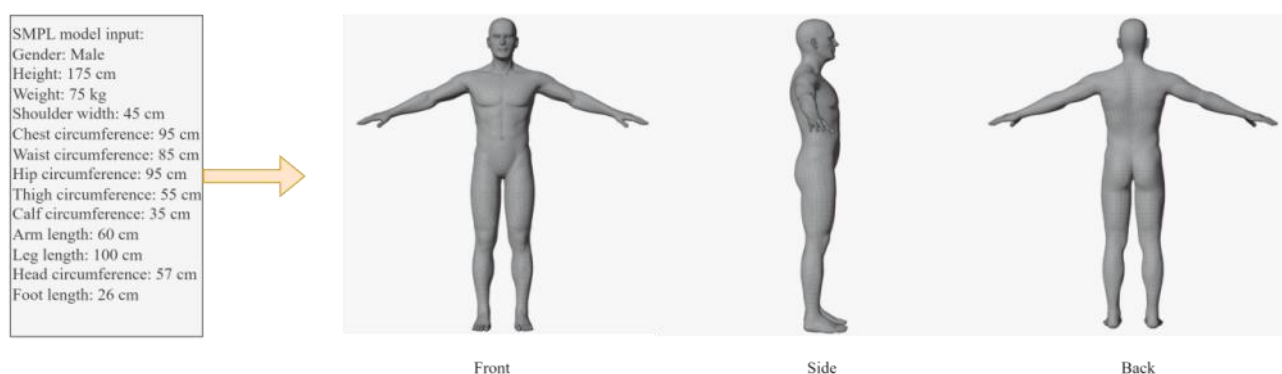 SMPL model input:
Gender: Male
Height: 175 cm
Weight: 75 kg
Shoulder width: 45 cm
Chest circumference: 95 cm
Waist circumference: 85 cm
Hip circumference: 95 cm
Thigh circumference: 55 cm
Calf circumference: 35 cm
Arm length: 60 cm
Leg length: 100 cm
Head circumference: 57 cm
Foot length: 26 cm
Front
Side
Back